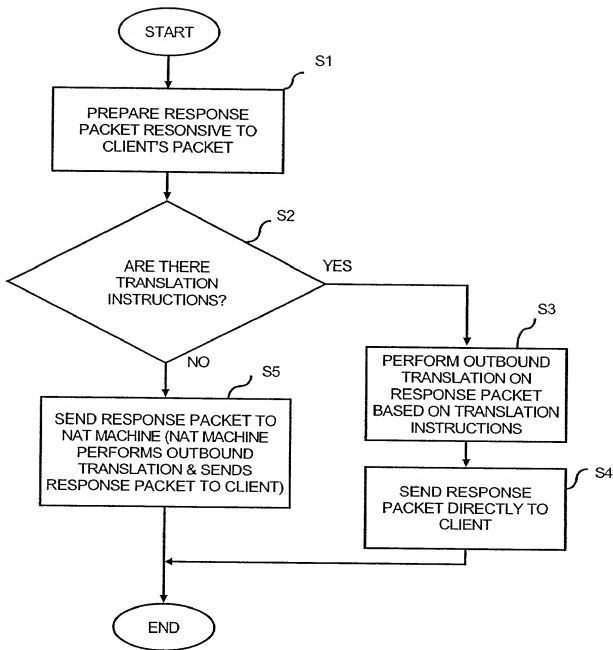 START
S1
PREPARE RESPONSE
PACKET RESONSIVE TO
CLIENT'S PACKET
S2
ARE THERE
TRANSLATION
INSTRUCTIONS?
YES
NO
S3
PERFORM OUTBOUND
TRANSLATION ON
RESPONSE PACKET
BASED ON TRANSLATION
INSTRUCTIONS
S5
SEND RESPONSE PACKET TO
NAT MACHINE (NAT MACHINE
PERFORMS OUTBOUND
TRANSLATION & SENDS
RESPONSE PACKET TO CLIENT)
S4
SEND RESPONSE
PACKET DIRECTLY TO
CLIENT
END